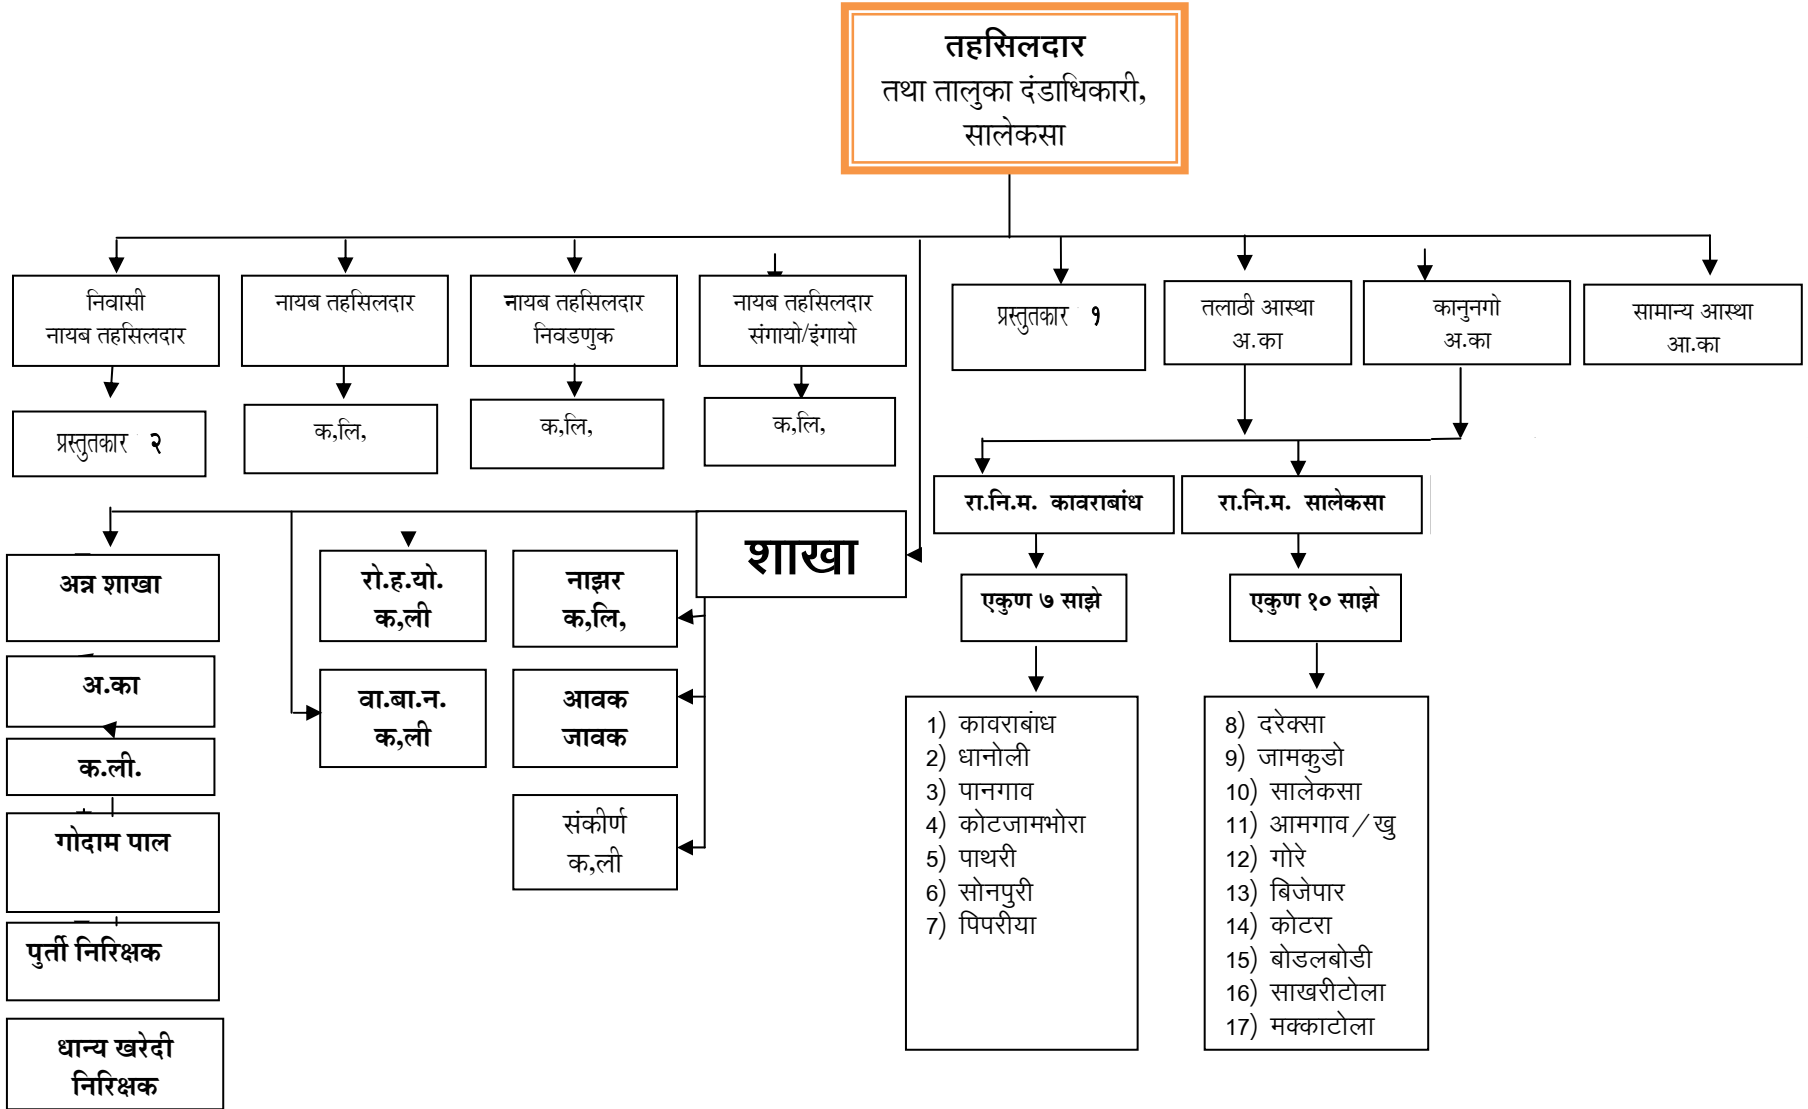 तहसिलदार
तथा तालुका दंडाधिकारी,
सालेकसा
निवासी
नायब तहसिलदार
नायब तहसिलदार
नायब तहसिलदार
निवडणुक
नायब तहसिलदार
संगायो/इंगायो
प्रस्तुतकार १
तलाठी आस्था
अ.का
कानुनगो
अ.का
सामान्य आस्था
आ.का
प्रस्तुतकार २
क,लि,
क,लि,
क,लि,
रा.नि.म. कावराबांध
रा.नि.म. सालेकसा
शाखा
अन्न शाखा
रो.ह.यो.
क,ली
नाझर
क,लि,
एकुण ७ साझे
एकुण १० साझे
अ.का
वा.बा.न.
क,ली
आवक
जावक
क.ली.
संकीर्ण
क,ली
गोदाम पाल
पुर्ती निरिक्षक
धान्य खरेदी
निरिक्षक
1) कावराबांध
2) धानोली
3) पानगाव
4) कोटजामभोरा
5) पाथरी
6) सोनपुरी
7) पिपरीया
8) दरेक्सा
9) जामकुडो
10) सालेकसा
11) आमगाव/खु
12) गोरे
13) बिजेपार
14) कोटरा
15) बोडलबोडी
16) साखरीटोला
17) मक्काटोला